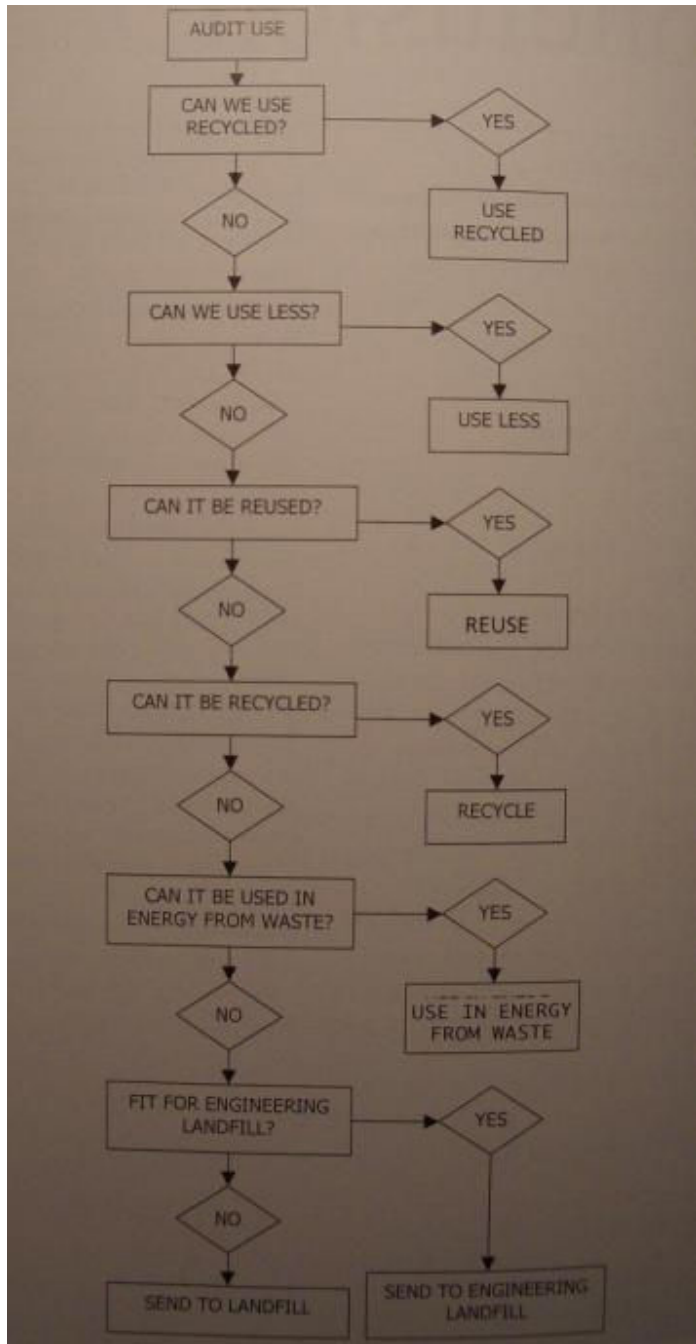 AUDIT USE
CAN WE USE
RECYCLED?
YES
NO
USE
RECYCLED
CAN WE USE LESS?
YES
NO
USE LESS
CAN IT BE REUSED?
YES
NO
REUSE
CAN IT BE RECYCLED?
YES
NO
RECYCLE
CAN IT BE USED IN
ENERGY FROM WASTE?
YES
NO
USE IN ENERGY
FROM WASTE
FIT FOR ENGINEERING
LANDFILL?
YES
NO
SEND TO LANDFILL
SEND TO ENGINEERING
LANDFILL